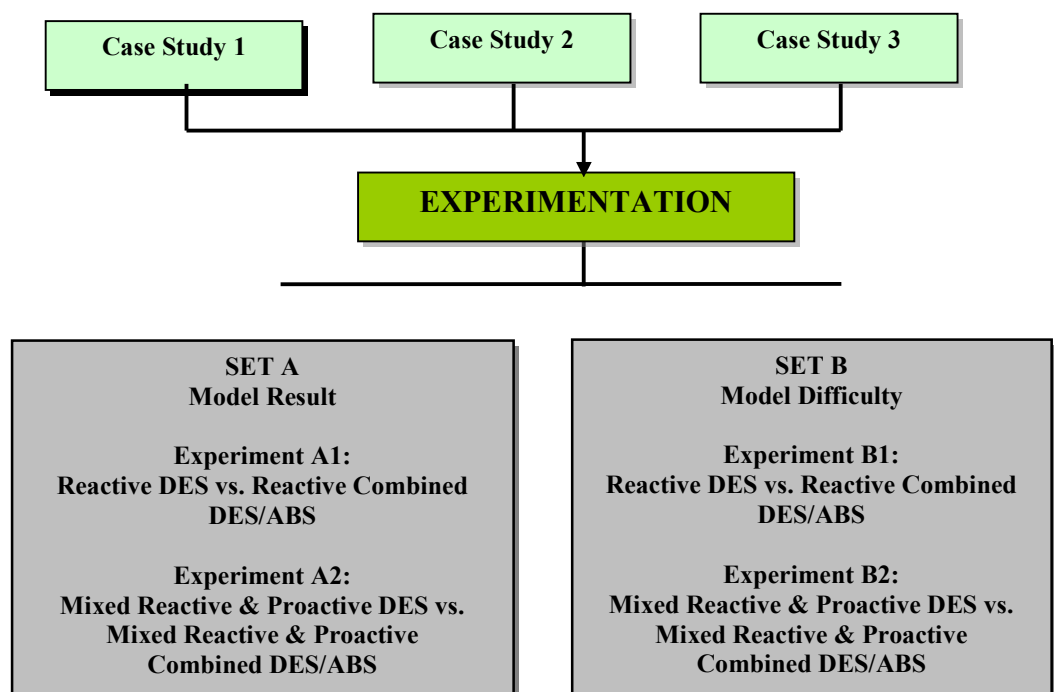 Case Study 1
Case Study 2
Case Study 3
EXPERIMENTATION
SET A
Model Result
Experiment A1:
Reactive DES vs. Reactive Combined
DES/ABS
Experiment A2:
Mixed Reactive & Proactive DES vs.
Mixed Reactive & Proactive
Combined DES/ABS
SET B
Model Difficulty
Experiment B1:
Reactive DES vs. Reactive Combined
DES/ABS
Experiment B2:
Mixed Reactive & Proactive DES vs.
Mixed Reactive & Proactive
Combined DES/ABS